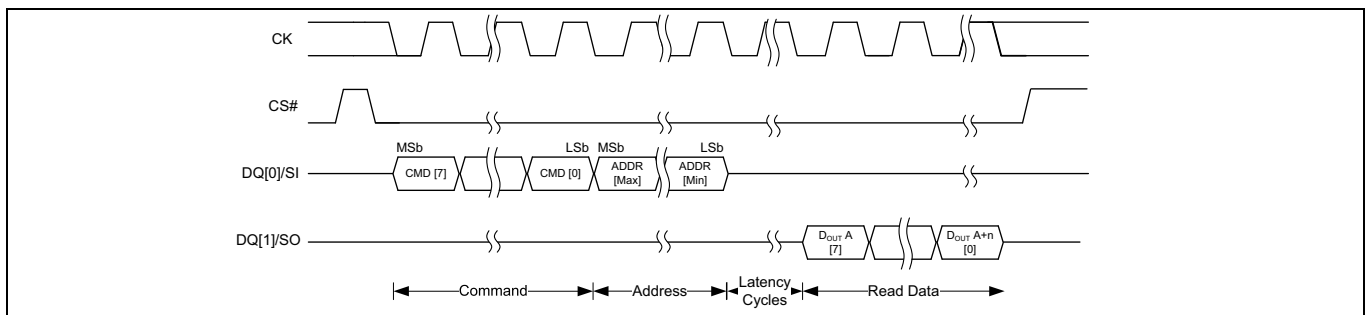 CK
CS#
MSb LSb MSb LSb
DQ[0]/SI CMD [7] CMD [0] ADDR [Max] ADDR [Min]
DQ[1]/SO DOUT A [7] DOUT A+n [0]
Command Address Latency Cycles Read Data